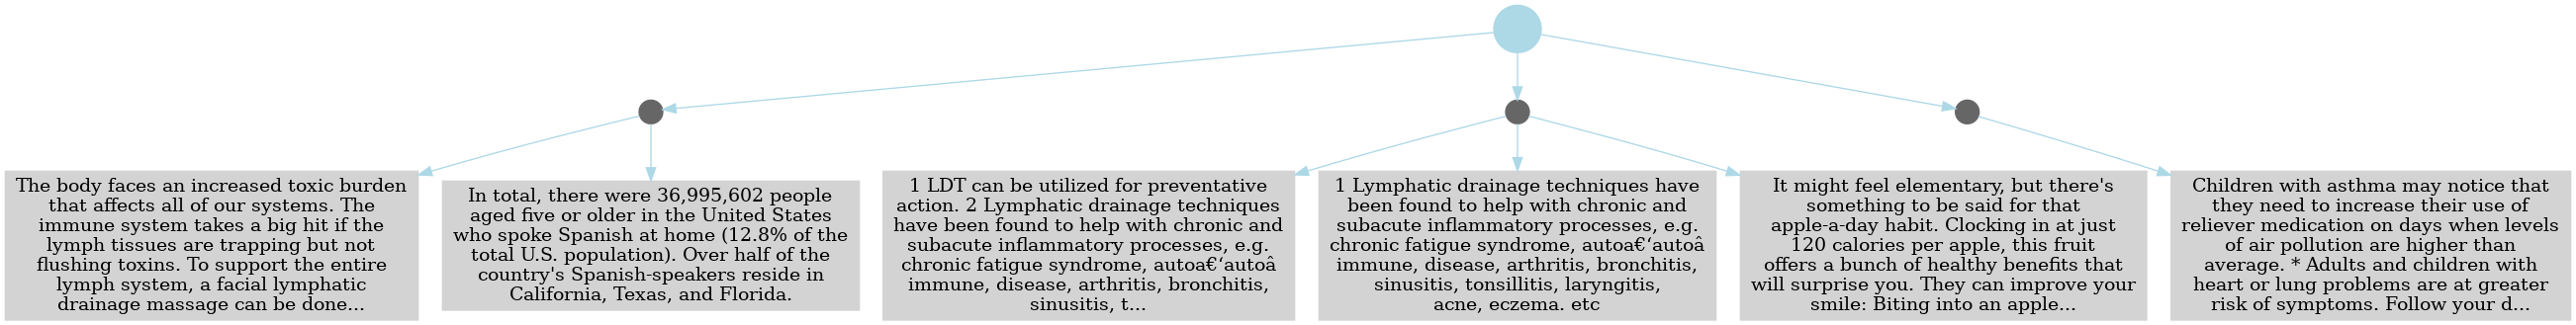 The body faces an increased toxic burden
that affects all of our systems. The
immune system takes a big hit if the
lymph tissues are trapping but not
flushing toxins. To support the entire
lymph system, a facial lymphatic
drainage massage can be done...
In total, there were 36,995,602 people
aged five or older in the United States
who spoke Spanish at home (12.8% of the
total U.S. population). Over half of the
country's Spanish-speakers reside in
California, Texas, and Florida.
1 LDT can be utilized for preventative
action. 2 Lymphatic drainage techniques
have been found to help with chronic and
subacute inflammatory processes, e.g.
chronic fatigue syndrome, autoa€‘autoâ
immune, disease, arthritis, bronchitis,
sinusitis, t...
1 Lymphatic drainage techniques have
been found to help with chronic and
subacute inflammatory processes, e.g.
chronic fatigue syndrome, autoa€‘autoâ
immune, disease, arthritis, bronchitis,
sinusitis, tonsillitis, laryngitis,
acne, eczema. etc
It might feel elementary, but there's
something to be said for that
apple-a-day habit. Clocking in at just
120 calories per apple, this fruit
offers a bunch of healthy benefits that
will surprise you. They can improve your
smile: Biting into an apple...
Children with asthma may notice that
they need to increase their use of
reliever medication on days when levels
of air pollution are higher than
average. * Adults and children with
heart or lung problems are at greater
risk of symptoms. Follow your d...